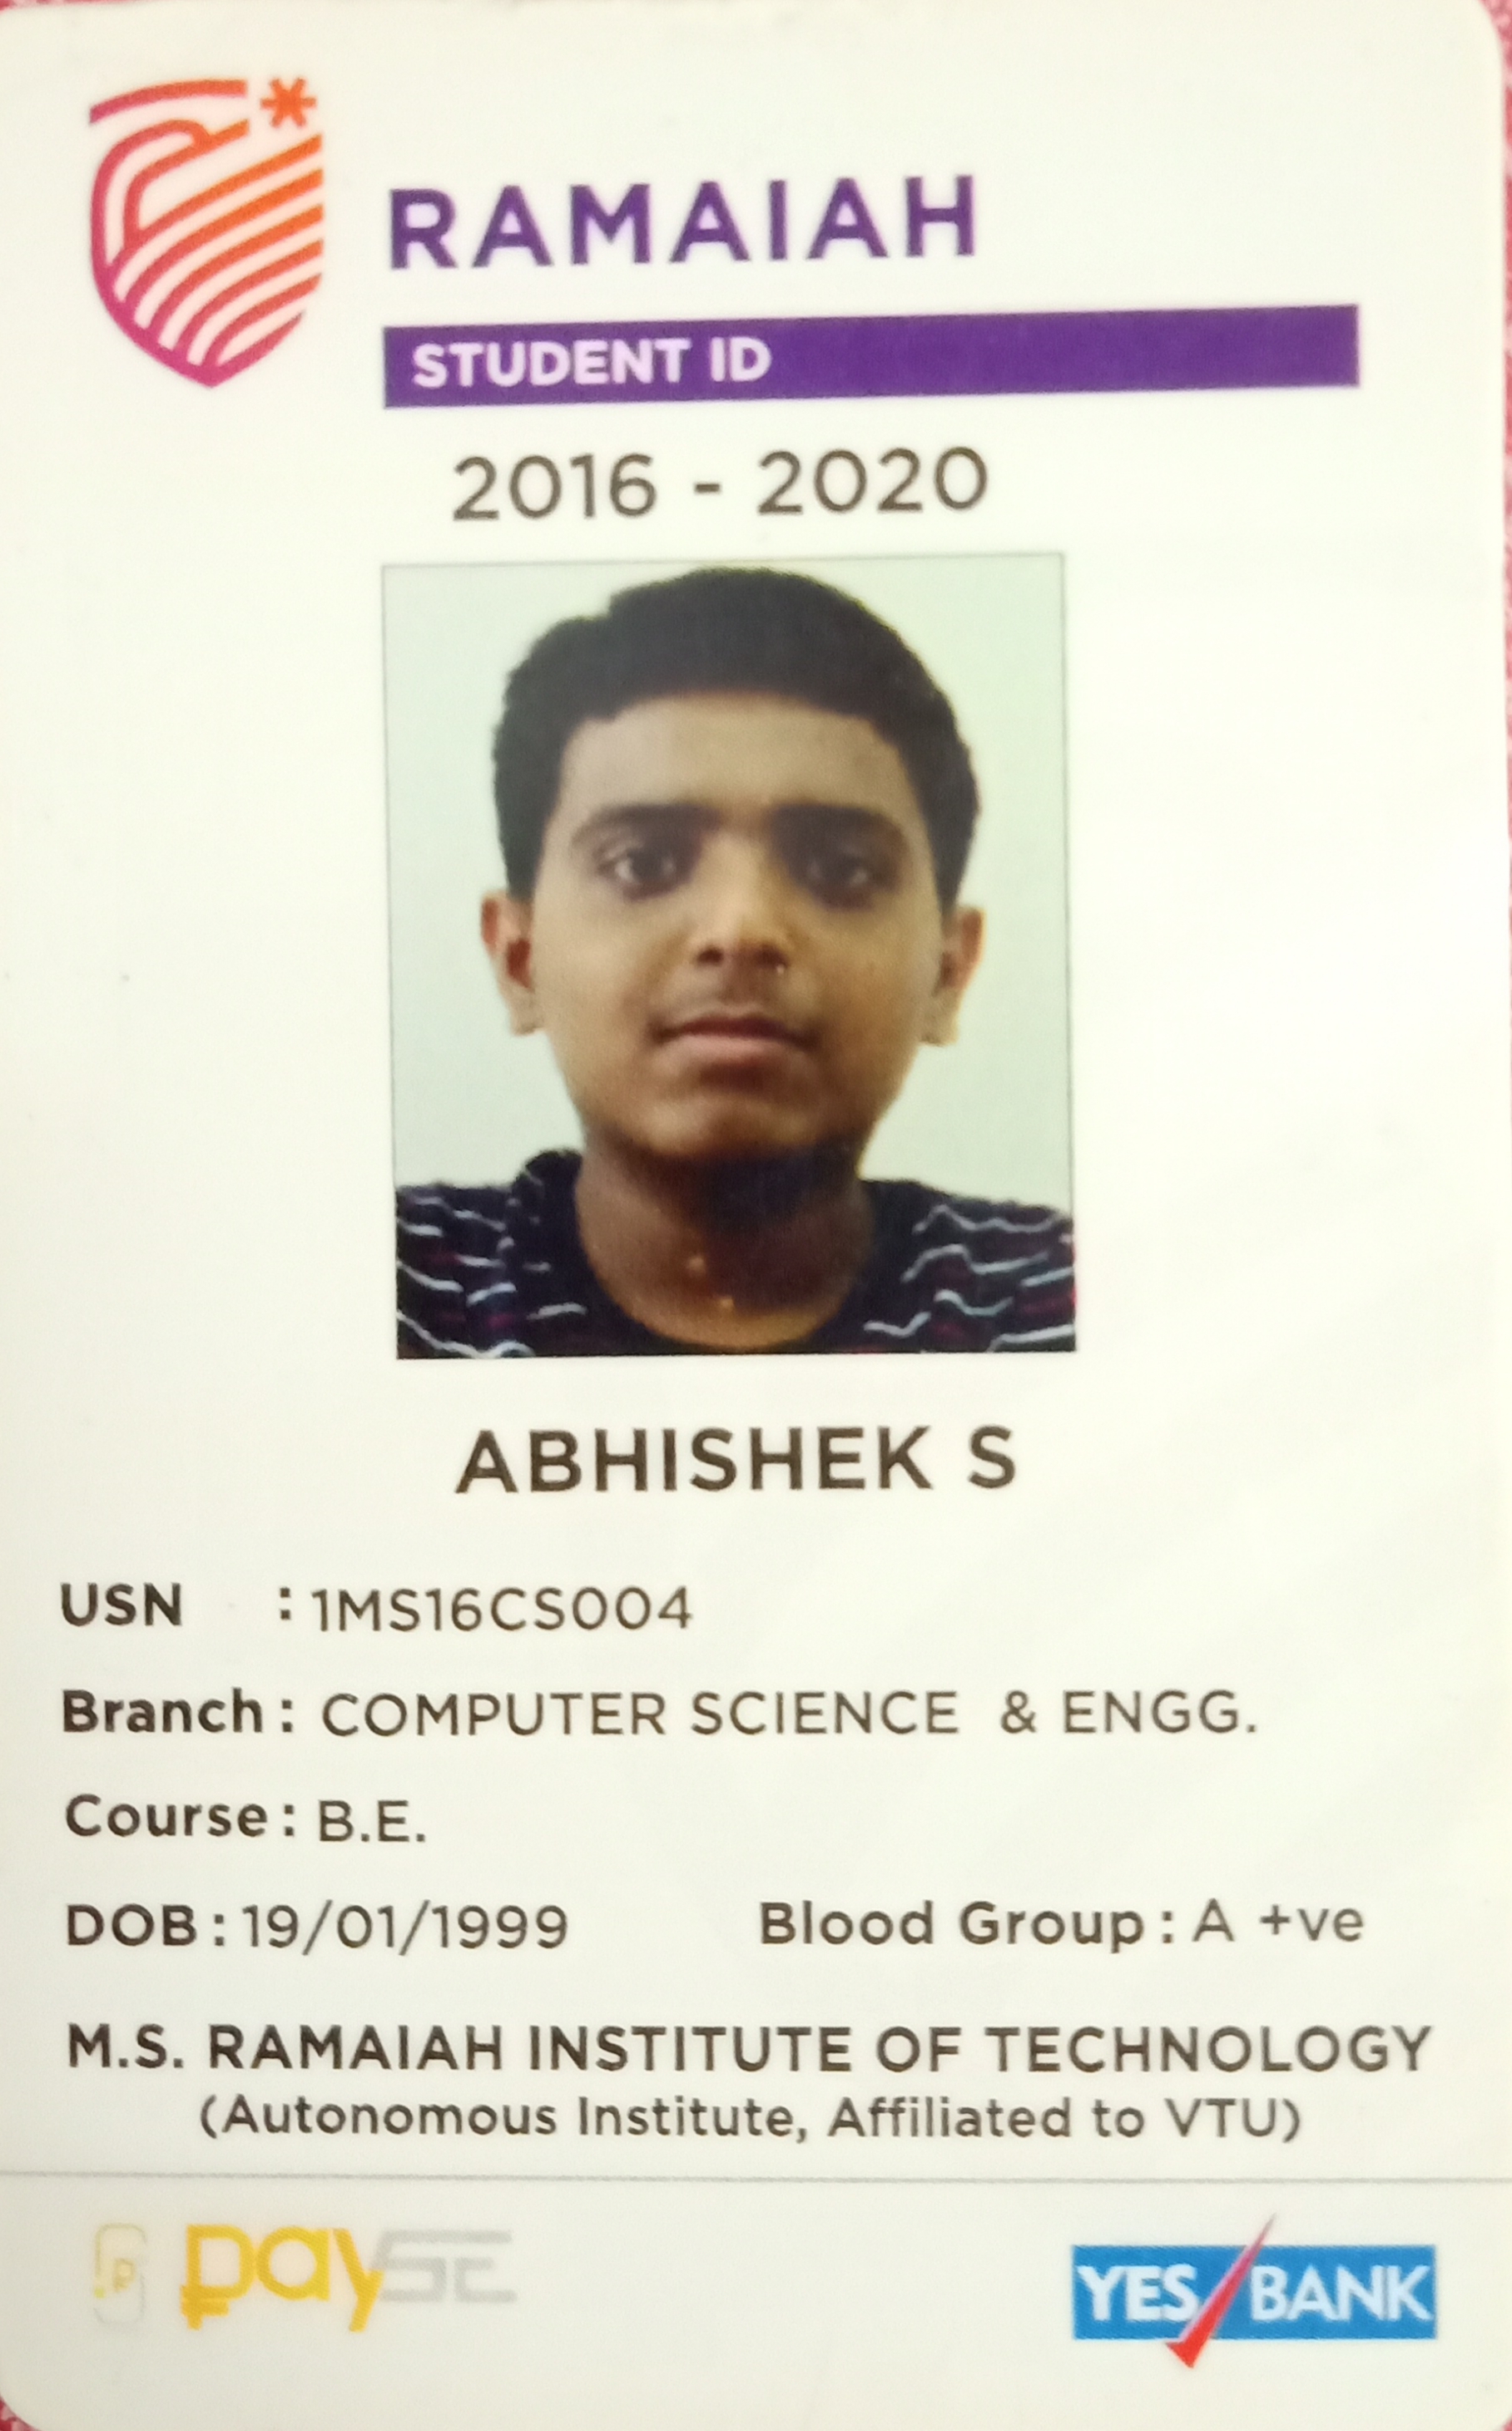 RAMAIAH
STUDENT ID
2016 - 2020
ABHISHEK S
USN : 1MS16CS004
Branch : COMPUTER SCIENCE & ENGG.
Course : B.E.
DOB : 19/01/1999 Blood Group : A +ve
M.S. RAMAIAH INSTITUTE OF TECHNOLOGY
(Autonomous Institute, Affiliated to VTU)
paySE YES BANK